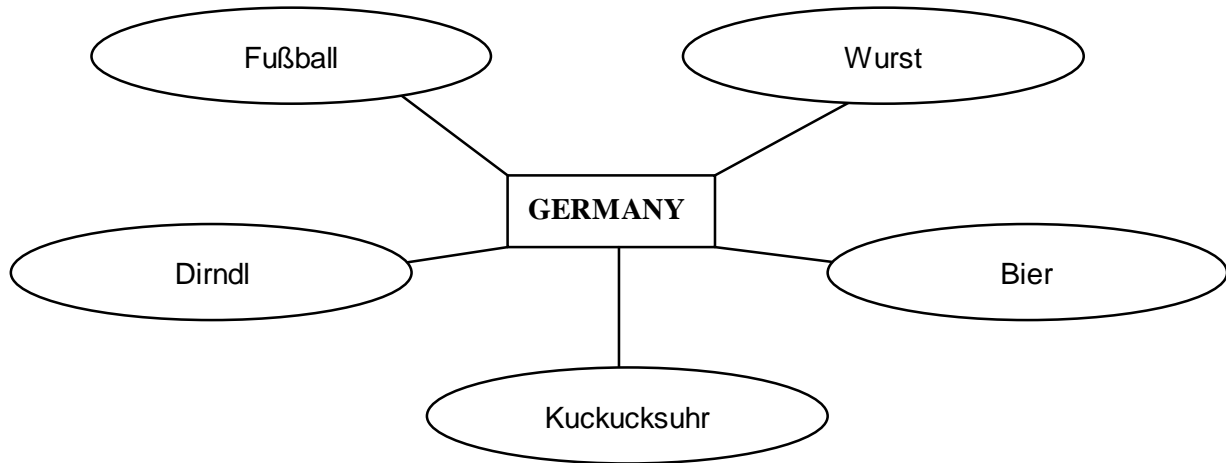 Fußball
Wurst
GERMANY
Dirndl
Bier
Kuckucksuhr